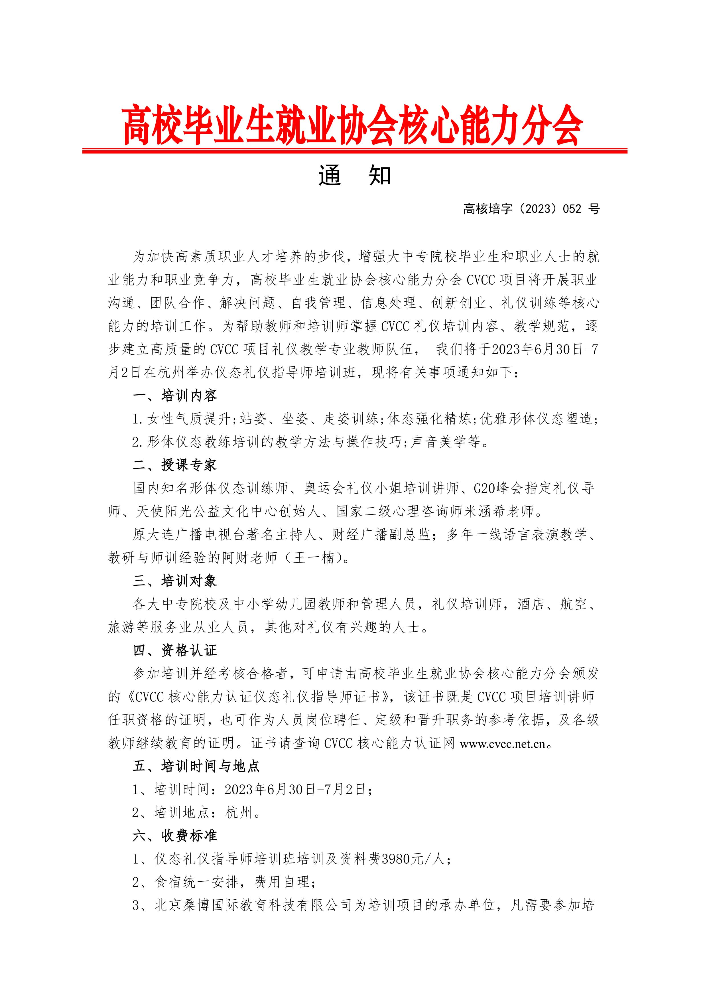 高校毕业生就业协会核心能力分会
通 知
高核培字（2023）052 号
为加快高素质职业人才培养的步伐，增强大中专院校毕业生和职业人士的就
业能力和职业竞争力，高校毕业生就业协会核心能力分会 CVCC 项目将开展职业
沟通、团队合作、解决问题、自我管理、信息处理、创新创业、礼仪训练等核心
能力的培训工作。为帮助教师和培训师掌握 CVCC 礼仪培训内容、教学规范，逐
步建立高质量的 CVCC 项目礼仪教学专业教师队伍， 我们将于2023年6月30日-7
月2日在杭州举办仪态礼仪指导师培训班，现将有关事项通知如下：
一、培训内容
1.女性气质提升;站姿、坐姿、走姿训练;体态强化精炼;优雅形体仪态塑造;
2.形体仪态教练培训的教学方法与操作技巧;声音美学等。
二、授课专家
国内知名形体仪态训练师、奥运会礼仪小姐培训讲师、G20峰会指定礼仪导
师、天使阳光公益文化中心创始人、国家二级心理咨询师米涵希老师。
原大连广播电视台著名主持人、财经广播副总监；多年一线语言表演教学、
教研与师训经验的阿财老师（王一楠）。
三、培训对象
各大中专院校及中小学幼儿园教师和管理人员，礼仪培训师，酒店、航空、
旅游等服务业从业人员，其他对礼仪有兴趣的人士。
四、资格认证
参加培训并经考核合格者，可申请由高校毕业生就业协会核心能力分会颁发
的《CVCC 核心能力认证仪态礼仪指导师证书》，该证书既是 CVCC 项目培训讲师
任职资格的证明，也可作为人员岗位聘任、定级和晋升职务的参考依据，及各级
教师继续教育的证明。证书请查询 CVCC 核心能力认证网 www.cvcc.net.cn。
五、培训时间与地点
1、培训时间：2023年6月30日-7月2日；
2、培训地点：杭州。
六、收费标准
1、仪态礼仪指导师培训班培训及资料费3980元/人；
2、食宿统一安排，费用自理；
3、北京桑博国际教育科技有限公司为培训项目的承办单位，凡需要参加培